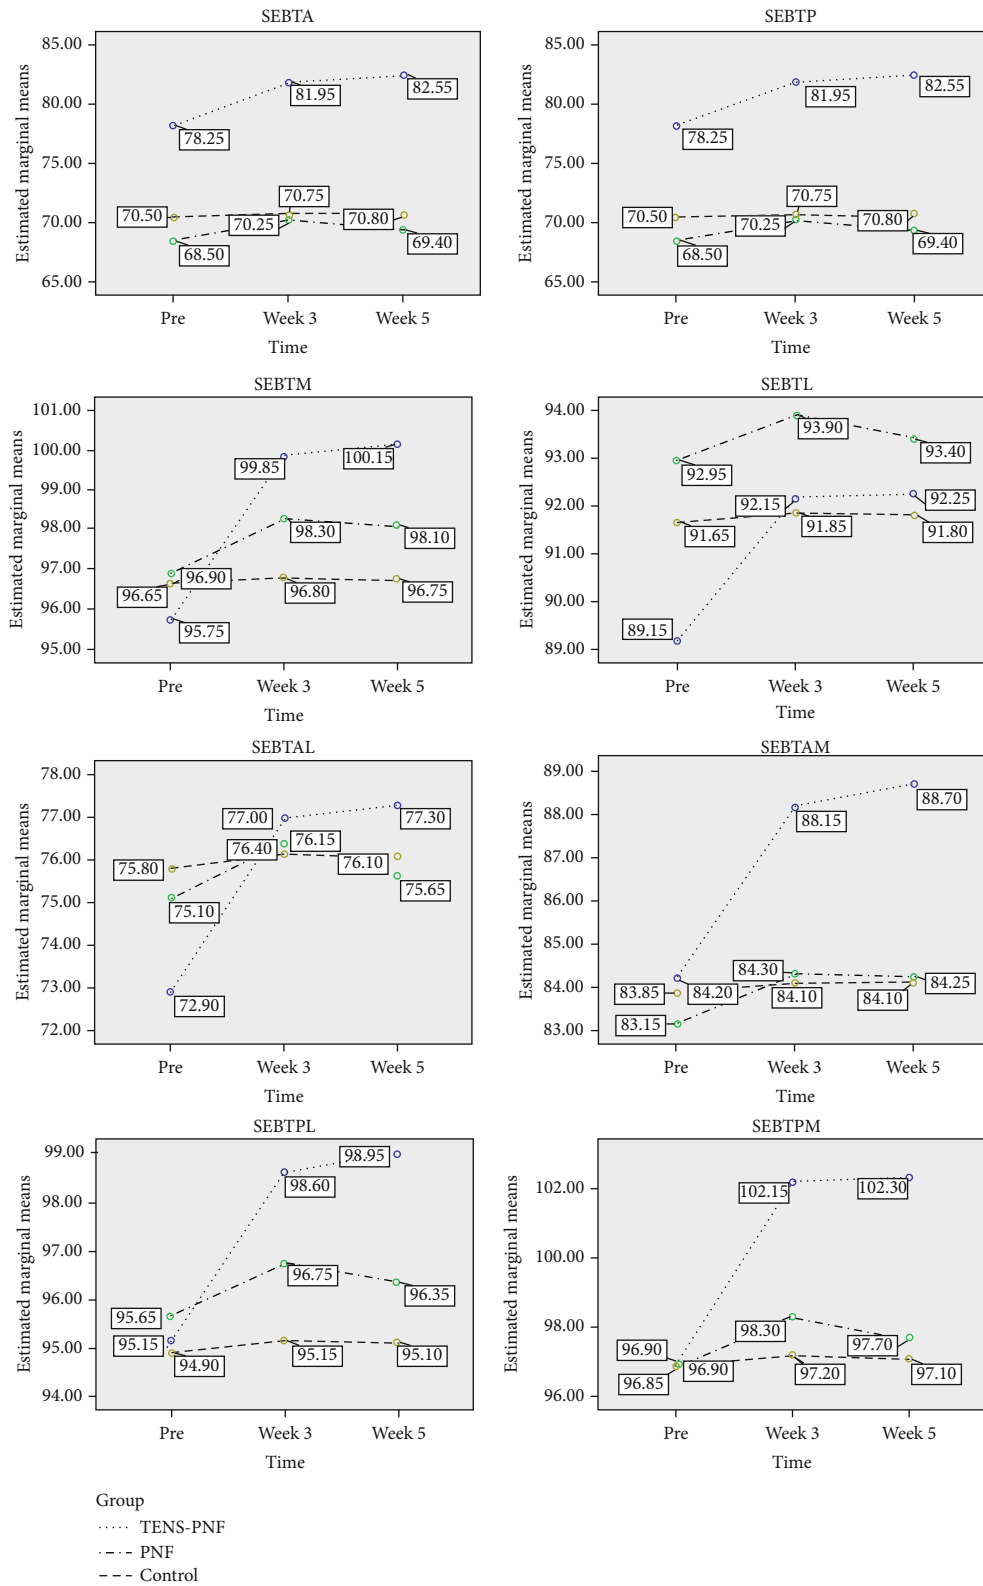 SEBTA
Estimated marginal means
85.00
80.00
75.00
70.00
65.00
78.25
81.95
82.55
70.50
68.50
70.25
70.75
70.80
69.40
Pre
Week 3
Week 5
Time
SEBTP
Estimated marginal means
85.00
80.00
75.00
70.00
65.00
78.25
81.95
82.55
70.50
68.50
70.25
70.75
70.80
69.40
Pre
Week 3
Week 5
Time
SEBTM
Estimated marginal means
101.00
100.00
99.00
98.00
97.00
96.00
95.00
99.85
100.15
98.30
98.10
96.65
96.90
95.75
96.80
96.75
Pre
Week 3
Week 5
Time
SEBTL
Estimated marginal means
94.00
93.00
92.00
91.00
90.00
89.00
92.95
93.90
93.40
92.15
92.25
91.65
91.85
91.80
89.15
Pre
Week 3
Week 5
Time
SEBTAL
Estimated marginal means
78.00
77.00
76.00
75.00
74.00
73.00
72.00
77.00
77.30
76.40
76.15
76.10
75.80
75.10
75.65
72.90
Pre
Week 3
Week 5
Time
SEBTAM
Estimated marginal means
89.00
88.00
87.00
86.00
85.00
84.00
83.00
88.15
88.70
84.30
84.25
83.85
84.20
84.10
84.10
83.15
Pre
Week 3
Week 5
Time
SEBTPL
Estimated marginal means
99.00
98.00
97.00
96.00
95.00
94.00
98.95
98.60
96.75
96.35
95.65
95.15
94.90
95.15
95.10
Pre
Week 3
Week 5
Time
SEBTPM
Estimated marginal means
102.00
100.00
98.00
96.00
102.15
102.30
98.30
97.70
96.90
96.85
96.90
97.20
97.10
Pre
Week 3
Week 5
Time
Group
TENS-PNF
PNF
Control